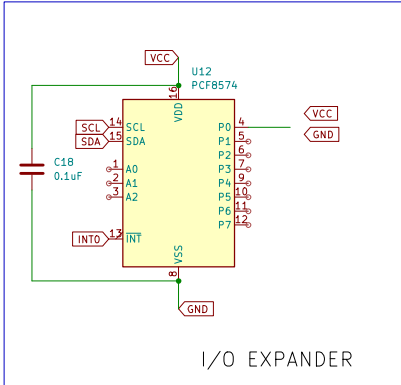 VCC
U12
PCF8574
16
VDD
14 SCL SCL P0 4 VCC
15 SDA SDA P1 5 GND
P2 6
1 A0 P3 7
C18 2 A1 P4 9
0.1uF 3 A2 P5 10
P6 11
INT0 13 INT P7 12
VSS
8
GND
I/O EXPANDER